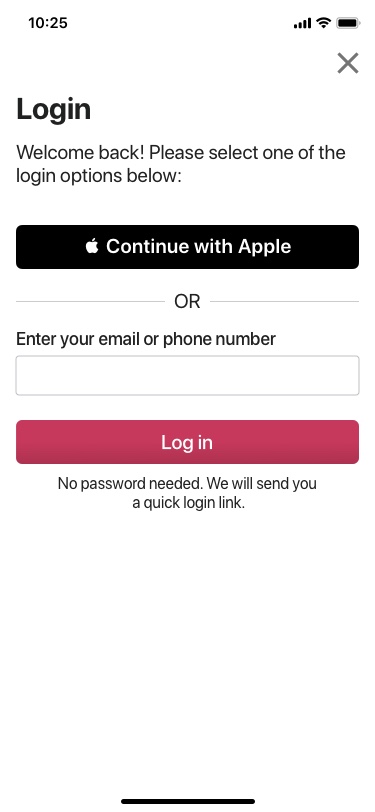 10:25
Login
Welcome back! Please select one of the
login options below:
Continue with Apple
OR
Enter your email or phone number
Log in
No password needed. We will send you
a quick login link.